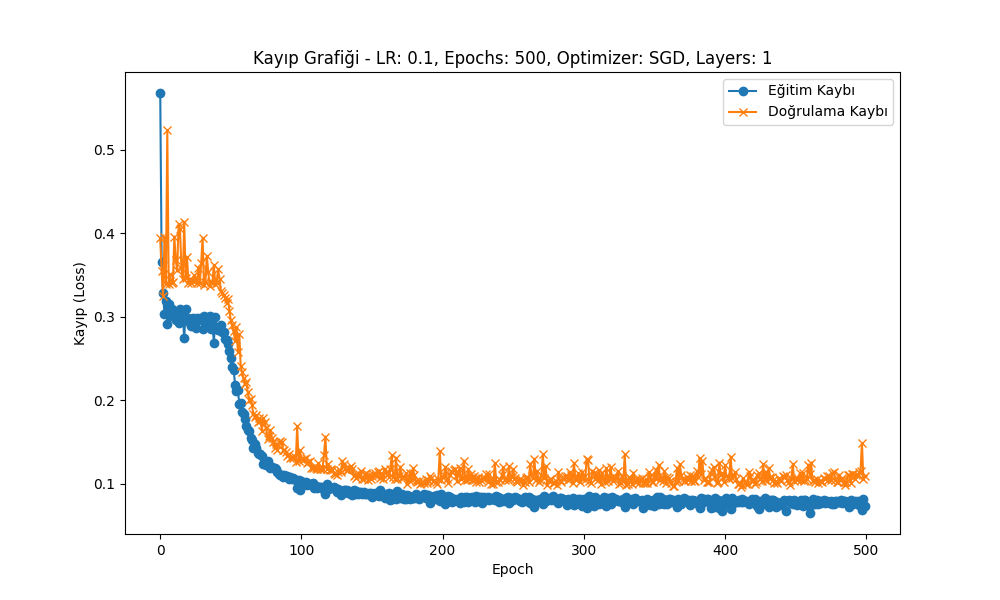 Kayıp Grafiği - LR: 0.1, Epochs: 500, Optimizer: SGD, Layers: 1
Eğitim Kaybı
Doğrulama Kaybı
Kayıp (Loss)
0.5
0.4
0.3
0.2
0.1
0 100 200 300 400 500
Epoch